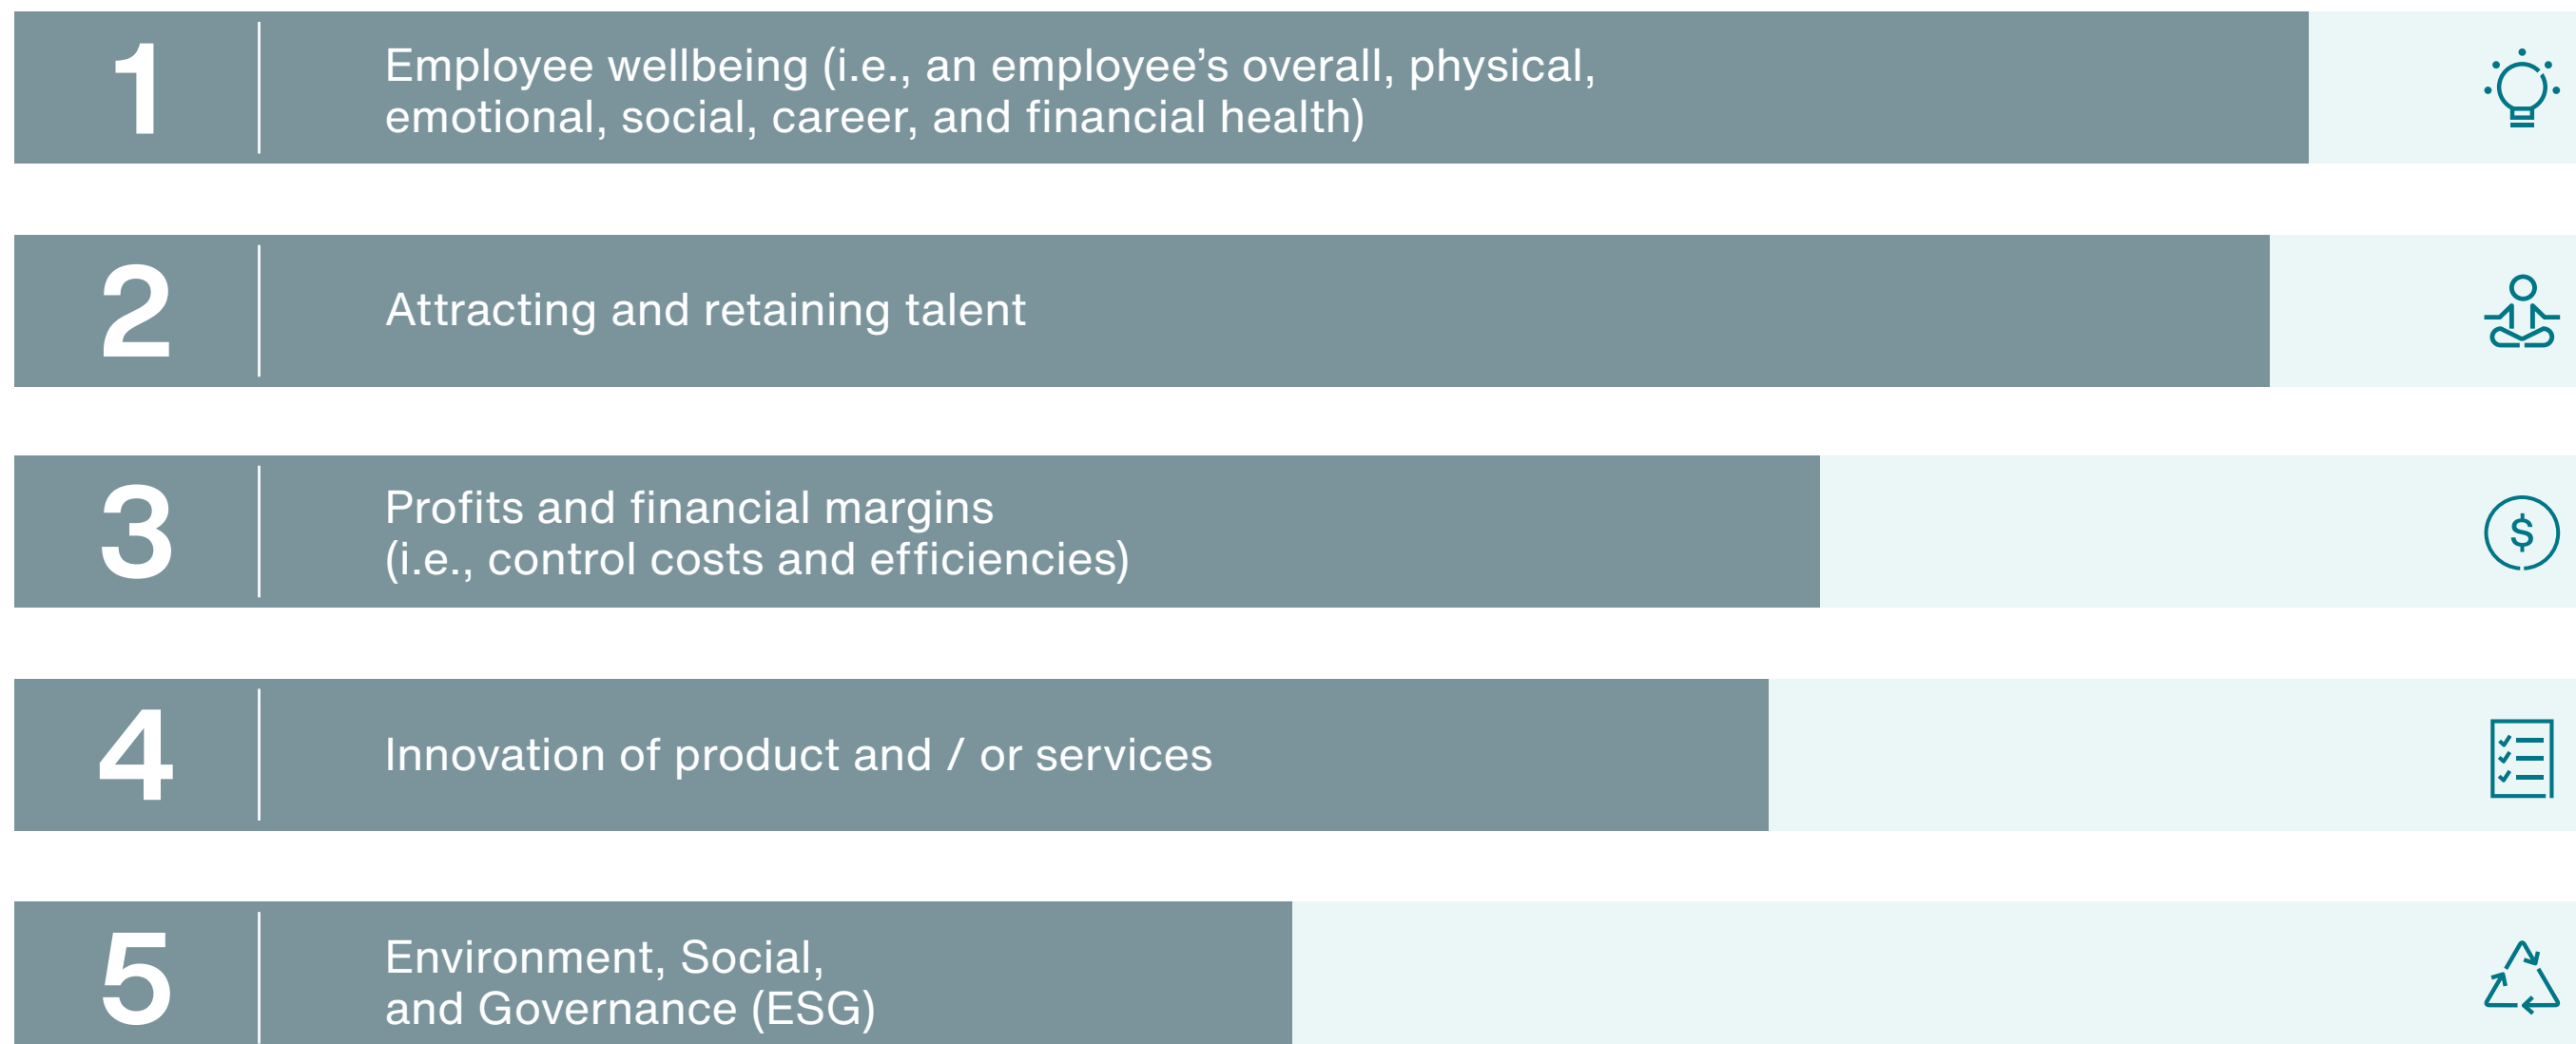 1
Employee wellbeing (i.e., an employee’s overall, physical,
emotional, social, career, and financial health)
2
Attracting and retaining talent
3
Profits and financial margins
(i.e., control costs and efficiencies)
$
4
Innovation of product and / or services
5
Environment, Social,
and Governance (ESG)